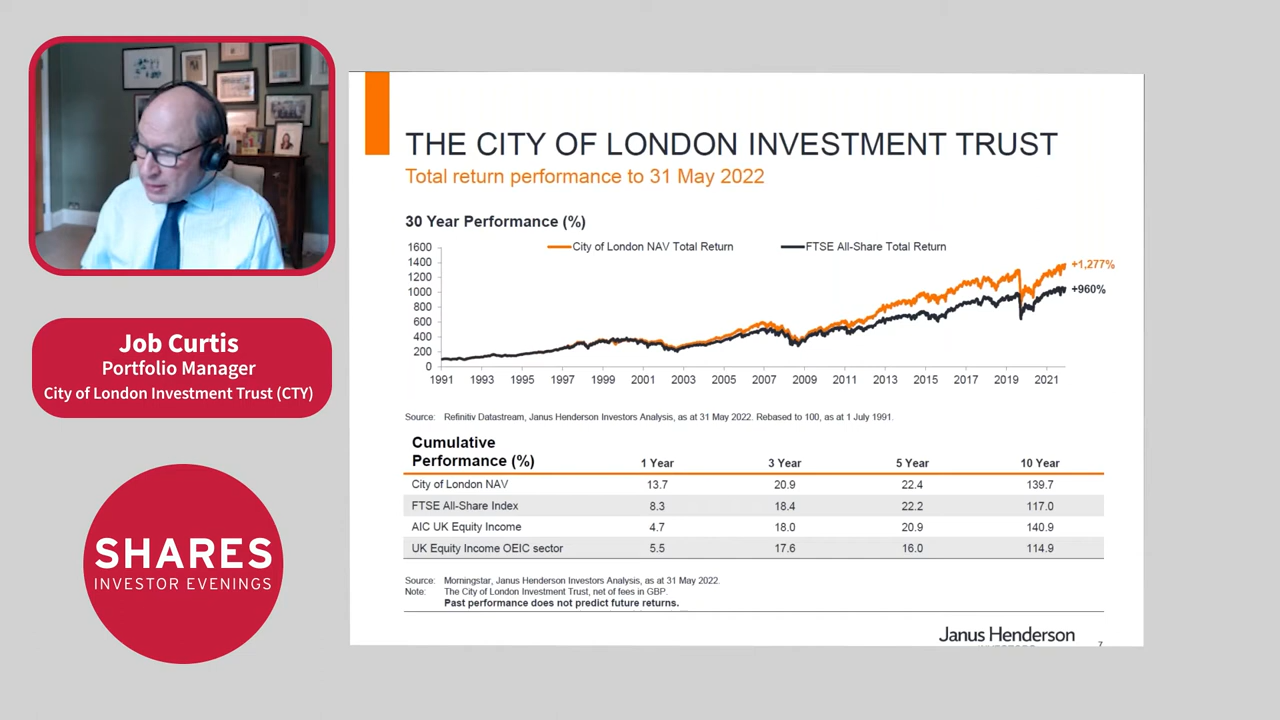 THE CITY OF LONDON INVESTMENT TRUST
Total return performance to 31 May 2022
30 Year Performance (%)
City of London NAV Total Return
FTSE All-Share Total Return
1600
1400
1200
1000
800
600
400
200
0
+1,277%
+960%
1991 1993 1995 1997 1999 2001 2003 2005 2007 2009 2011 2013 2015 2017 2019 2021
Source: Refinitiv Datastream, Janus Henderson Investors Analysis, as at 31 May 2022. Rebased to 100, as at 1 July 1991.
Cumulative
Performance (%) 1 Year 3 Year 5 Year 10 Year
City of London NAV 13.7 20.9 22.4 139.7
FTSE All-Share Index 8.3 18.4 22.2 117.0
AIC UK Equity Income 4.7 18.0 20.9 140.9
UK Equity Income OEIC sector 5.5 17.6 16.0 114.9
Source: Morningstar, Janus Henderson Investors Analysis, as at 31 May 2022.
Note: The City of London Investment Trust, net of fees in GBP.
Past performance does not predict future returns.
Janus Henderson
7
Job Curtis
Portfolio Manager
City of London Investment Trust (CTY)
SHARES
INVESTOR EVENINGS